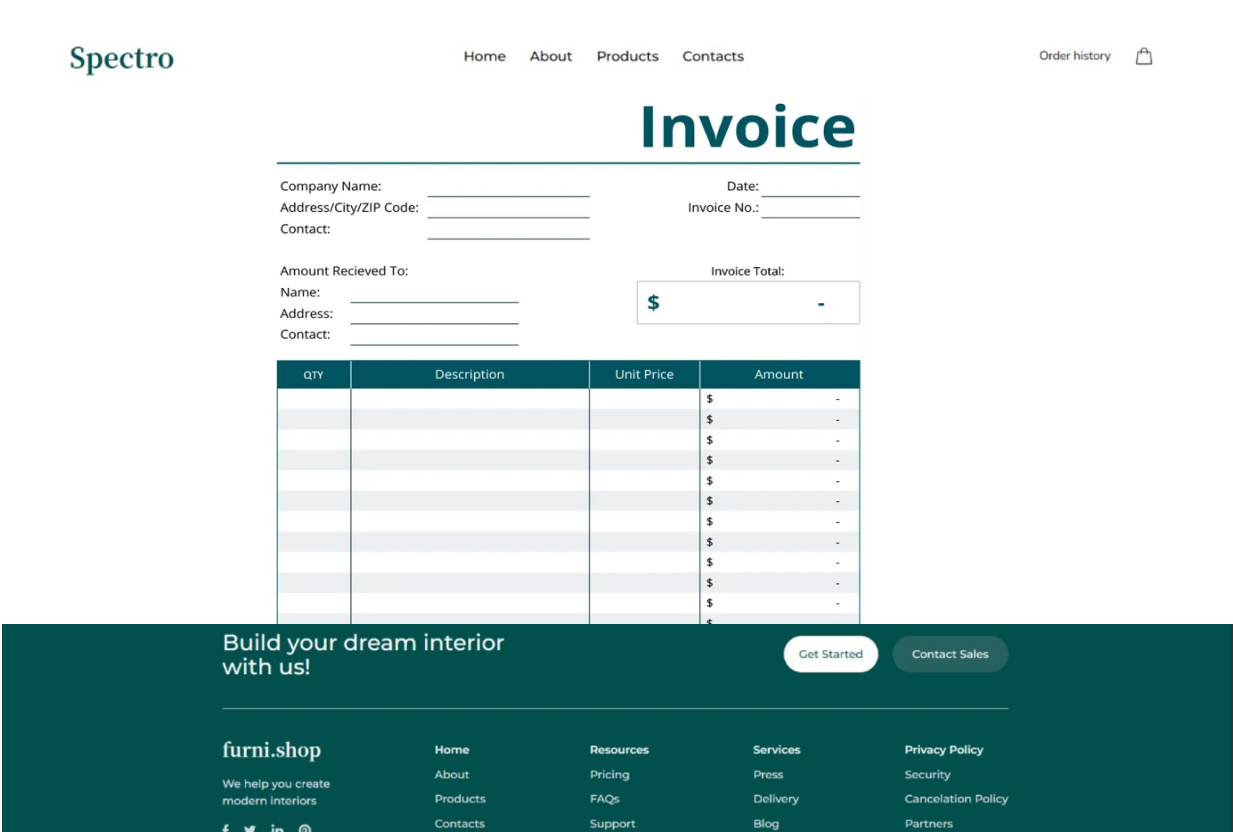 Spectro
Home About Products Contacts
Order history
Invoice
Company Name:
Date:
Address/City/ZIP Code:
Invoice No.:
Contact:
Amount Recieved To:
Invoice Total:
Name:
$ -
Address:
Contact:
QTY Description Unit Price Amount
$ -
$ -
$ -
$ -
$ -
$ -
$ -
$ -
$ -
$ -
$ -
$
Build your dream interior
with us!
Get Started Contact Sales
furni.shop
We help you create
modern interiors
Home
About
Products
Contacts
Resources
Pricing
FAQs
Support
Services
Press
Delivery
Blog
Privacy Policy
Security
Cancelation Policy
Partners